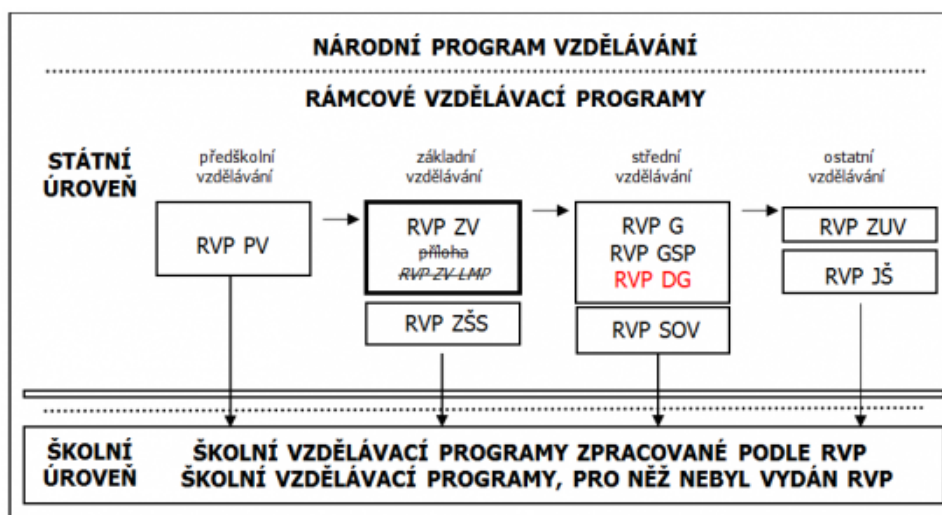 NÁRODNÍ PROGRAM VZDĚLÁVÁNÍ
RÁMCOVÉ VZDĚLÁVACÍ PROGRAMY
STÁTNÍ
ÚROVEŇ
předškolní
vzdělávání
základní
vzdělávání
střední
vzdělávání
ostatní
vzdělávání
RVP PV
RVP ZV
příloha
RVP ZV LMP
RVP ZŠS
RVP G
RVP GSP
RVP DG
RVP SOV
RVP ZUV
RVP JŠ
ŠKOLNÍ
ÚROVEŇ
ŠKOLNÍ VZDĚLÁVACÍ PROGRAMY ZPRACOVANÉ PODLE RVP
ŠKOLNÍ VZDĚLÁVACÍ PROGRAMY, PRO NĚŽ NEBYL VYDÁN RVP